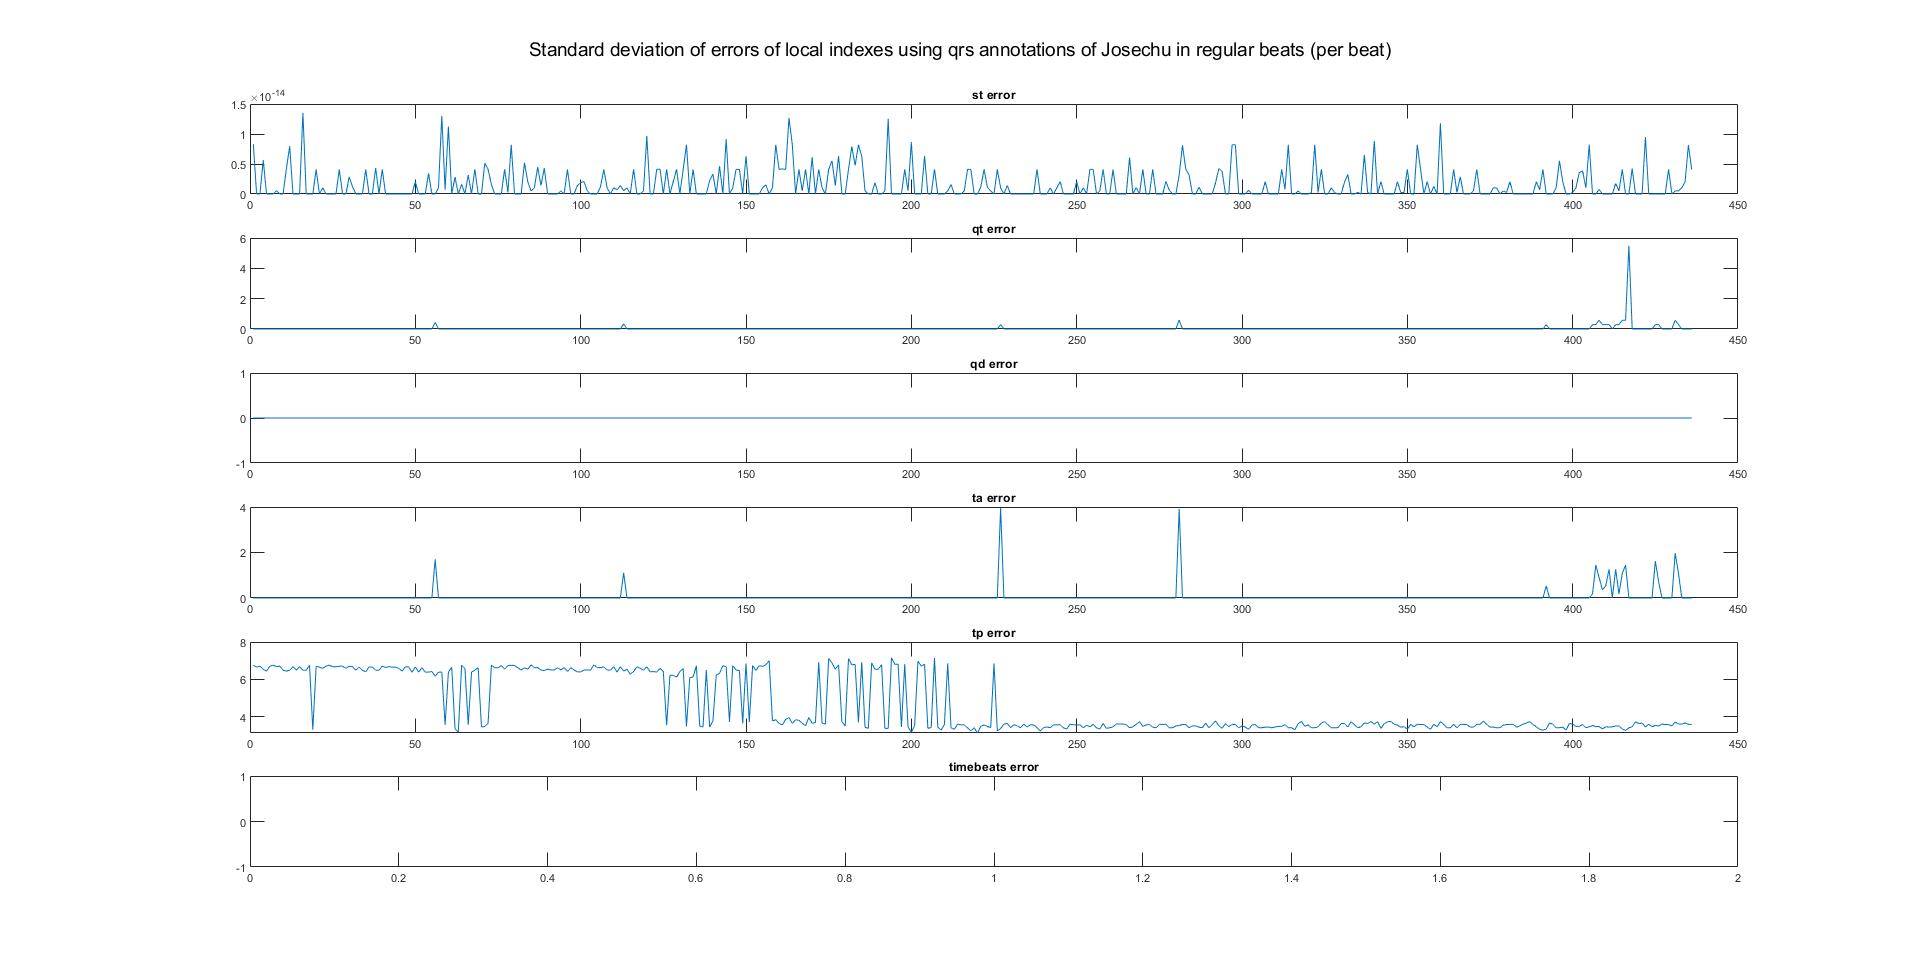 Standard deviation of errors of local indexes using qrs annotations of Josechu in regular beats (per beat)
×10-14
st error
1.5
1
0.5
0
0 50 100 150 200 250 300 350 400 450
qt error
6
4
2
0
0 50 100 150 200 250 300 350 400 450
qd error
1
0
-1
0 50 100 150 200 250 300 350 400 450
ta error
4
2
0
0 50 100 150 200 250 300 350 400 450
tp error
8
6
4
0 50 100 150 200 250 300 350 400 450
timebeats error
1
0
-1
0 0.2 0.4 0.6 0.8 1 1.2 1.4 1.6 1.8 2